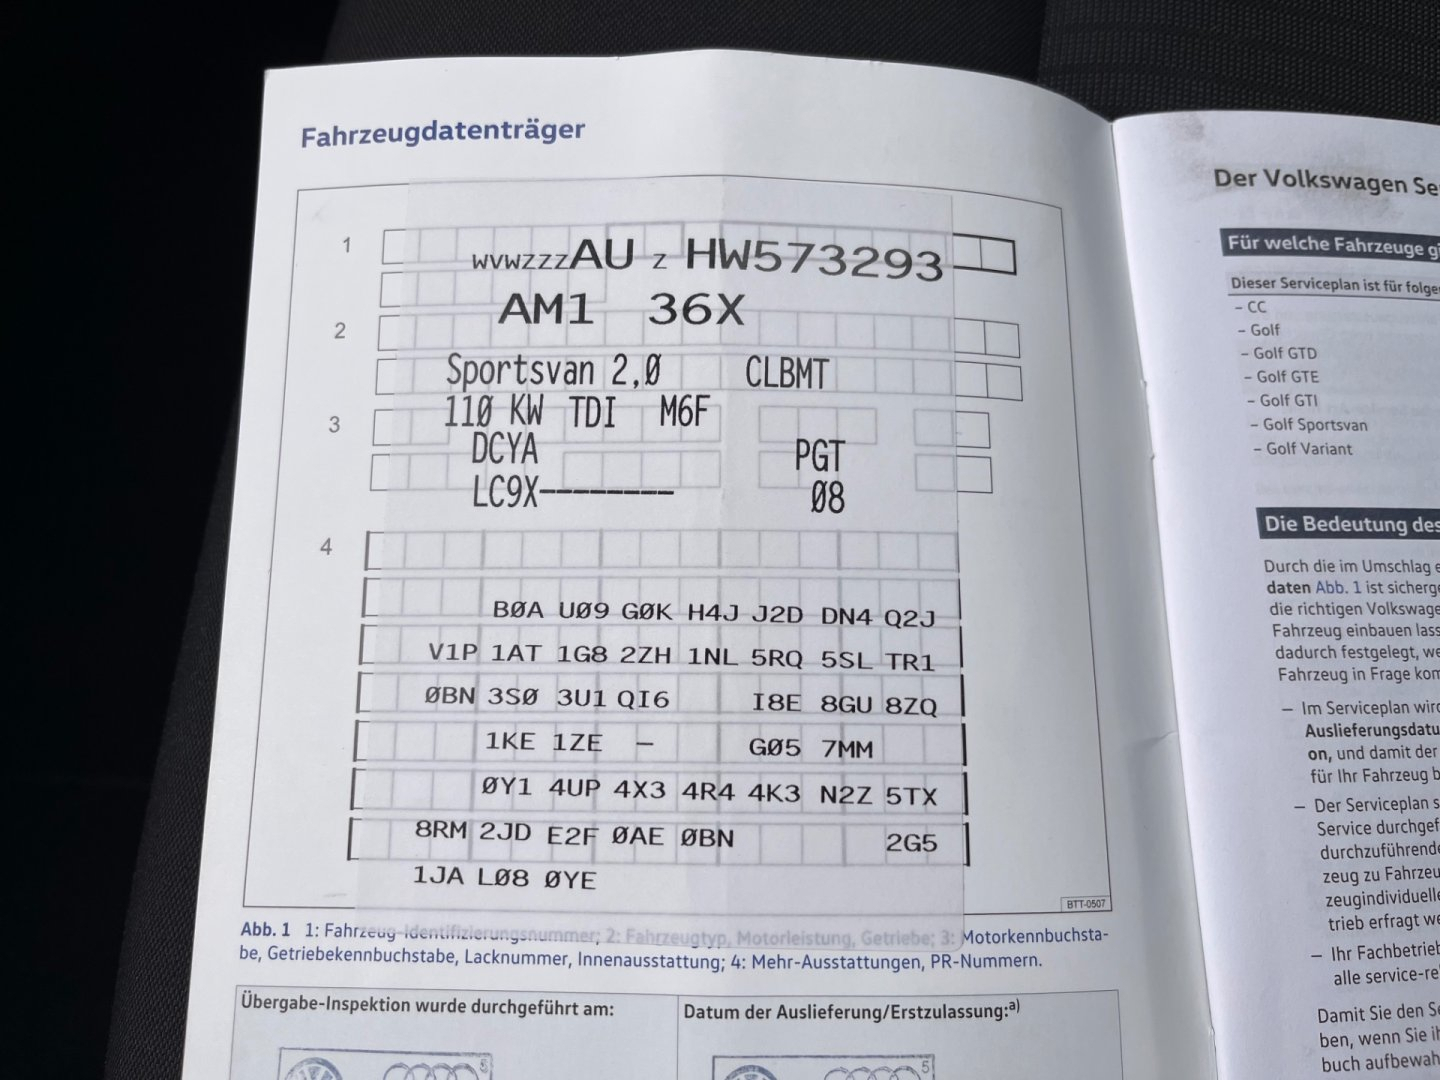 Fahrzeugdatenträger
1
WVWZZZAU Z HW573293
AM1 36X
2
Sportsvan 2,0 CLBMT
110 KW TDI M6F
3
DCYA PGT
LC9X-------- 08
4
B0A U09 G0K H4J J2D DN4 Q2J
V1P 1AT 1G8 2ZH 1NL 5RQ 5SL TR1
0BN 3S0 3U1 QI6 I8E 8GU 8ZQ
1KE 1ZE – G05 7MM
0Y1 4UP 4X3 4R4 4K3 N2Z 5TX
8RM 2JD E2F 0AE 0BN 2G5
1JA L08 0YE
BTT-0507
Abb. 1 1: Fahrzeug-Identifizierungsnummer; 2: Fahrzeugtyp, Motorleistung, Getriebe; 3: Motorkennbuchsta-
be, Getriebekennbuchstabe, Lacknummer, Innenausstattung; 4: Mehr-Ausstattungen, PR-Nummern.
Übergabe-Inspektion wurde durchgeführt am:
Datum der Auslieferung/Erstzulassung:a)
5
5
Der Volkswagen Se
Für welche Fahrzeuge gi
Dieser Serviceplan ist für folge
– CC
– Golf
– Golf GTD
– Golf GTE
– Golf GTI
– Golf Sportsvan
– Golf Variant
Die Bedeutung des
Durch die im Umschlag e
daten Abb. 1 ist sicherge
die richtigen Volkswage
Fahrzeug einbauen lass
dadurch festgelegt, we
Fahrzeug in Frage kom
– Im Serviceplan wird
Auslieferungsdatu
on, und damit der
für Ihr Fahrzeug b
– Der Serviceplan s
Service durchgef
durchzuführende
zeug zu Fahrzeu
zeugindividuelle
trieb erfragt we
– Ihr Fachbetrieb
alle service-re
Damit Sie den Se
ben, wenn Sie ih
buch aufbewah